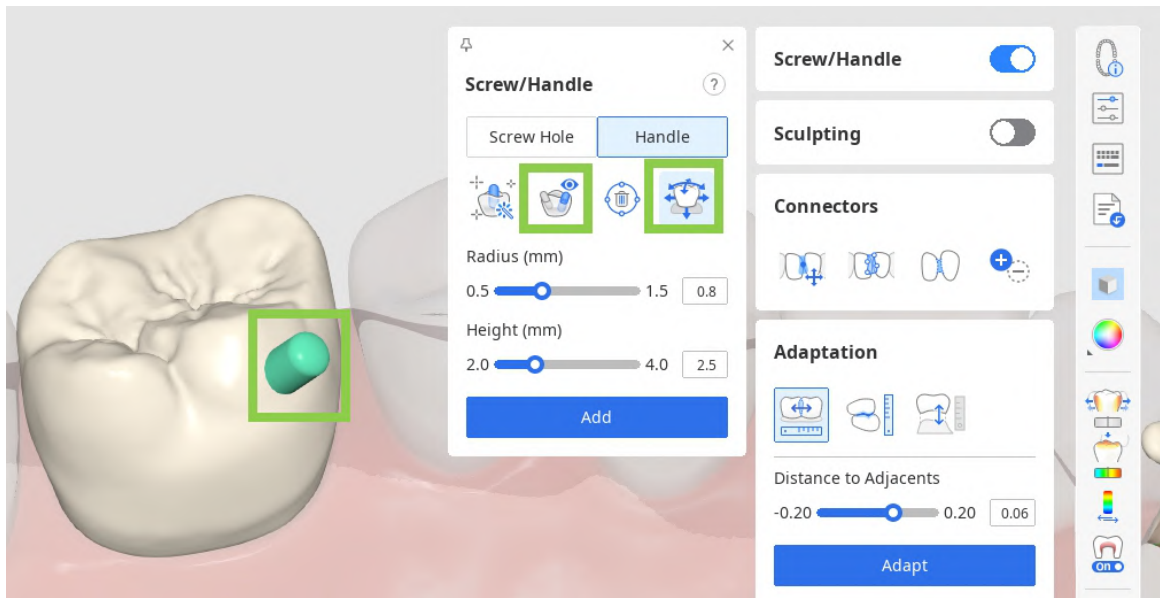 Screw/Handle
?
Screw Hole
Handle
Radius (mm)
0.5
1.5
0.8
Height (mm)
2.0
4.0
2.5
Add
Screw/Handle
Sculpting
Connectors
Adaptation
Distance to Adjacents
-0.20
0.20
0.06
Adapt
On